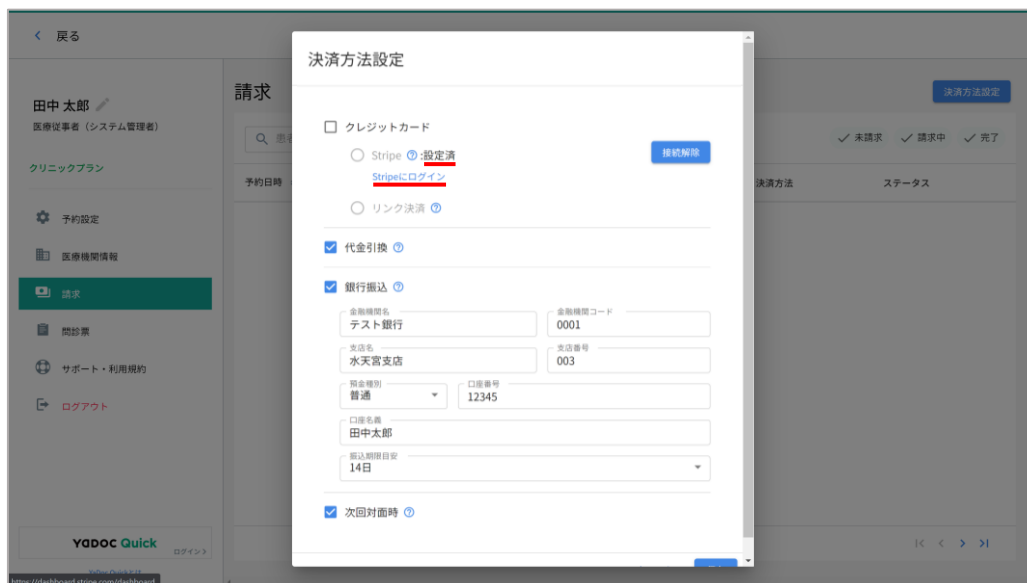 戻る
田中 太郎
医療従事者（システム管理者）
クリニックプラン
予約設定
医療機関情報
請求
問診票
サポート・利用規約
ログアウト
YaDOC Quick
ログイン >
https://dashboard.stripe.com/dashboard
請求
決済方法設定
未請求
請求中
完了
予約日時
決済方法
ステータス
決済方法設定
クレジットカード
Stripe ?:設定済
接続解除
Stripeにログイン
リンク決済 ?
代金引換 ?
銀行振込 ?
金融機関名
テスト銀行
金融機関コード
0001
支店名
水天宮支店
支店番号
003
預金種別
普通
口座番号
12345
口座名義
田中太郎
振込期限目安
14日
次回対面時 ?